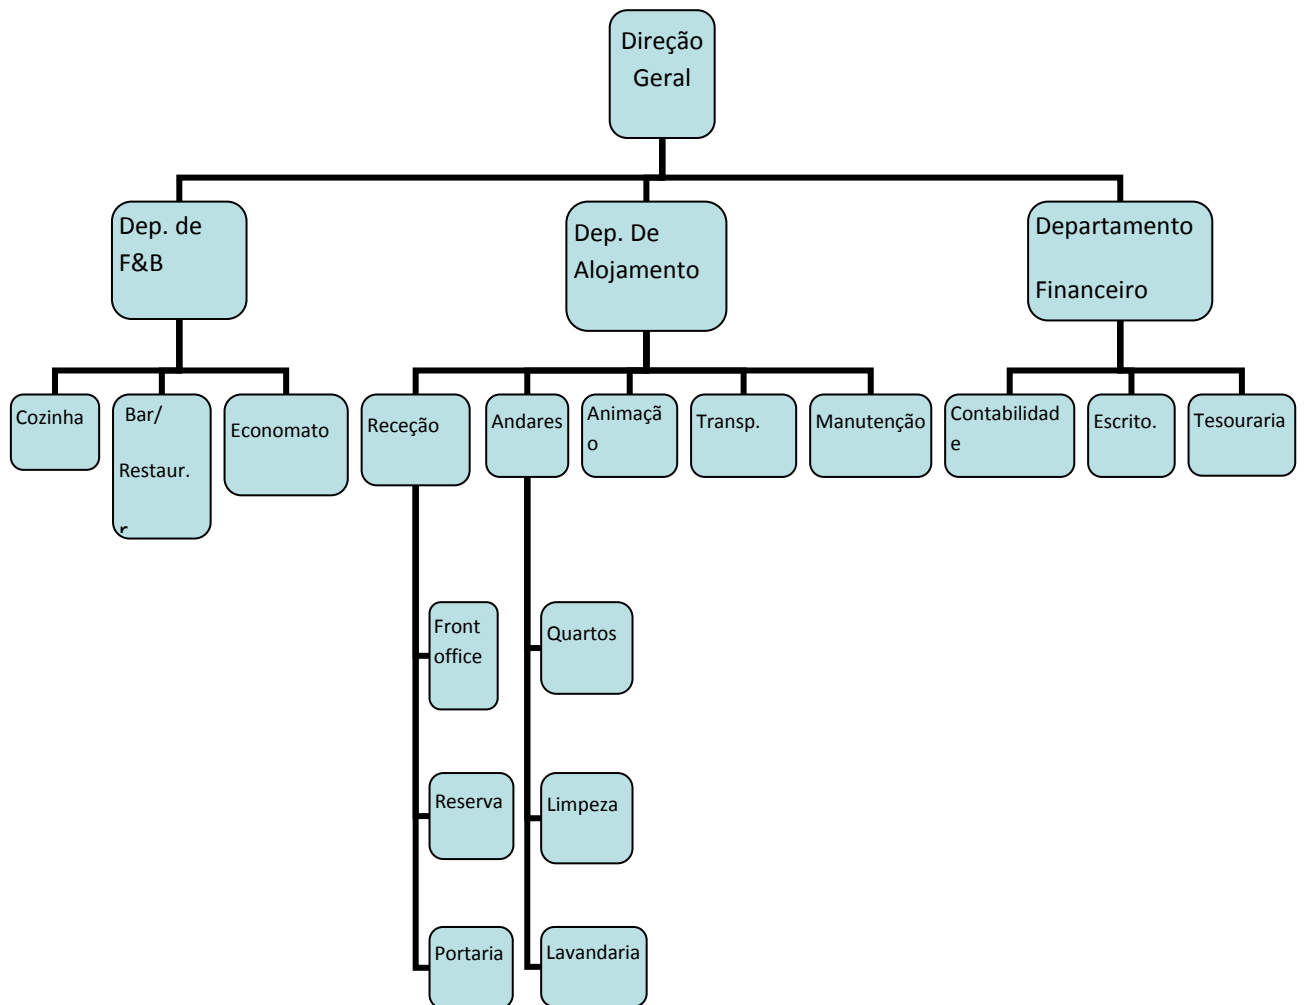 Direção
Geral
Dep. de
F&B
Dep. De
Alojamento
Departamento
Financeiro
Cozinha
Bar/
Restaur.
r
Economato
Receção
Andares
Animaçã
o
Transp.
Manutenção
Contabilidad
e
Escrito.
Tesouraria
Front
office
Quartos
Reserva
Limpeza
Portaria
Lavandaria